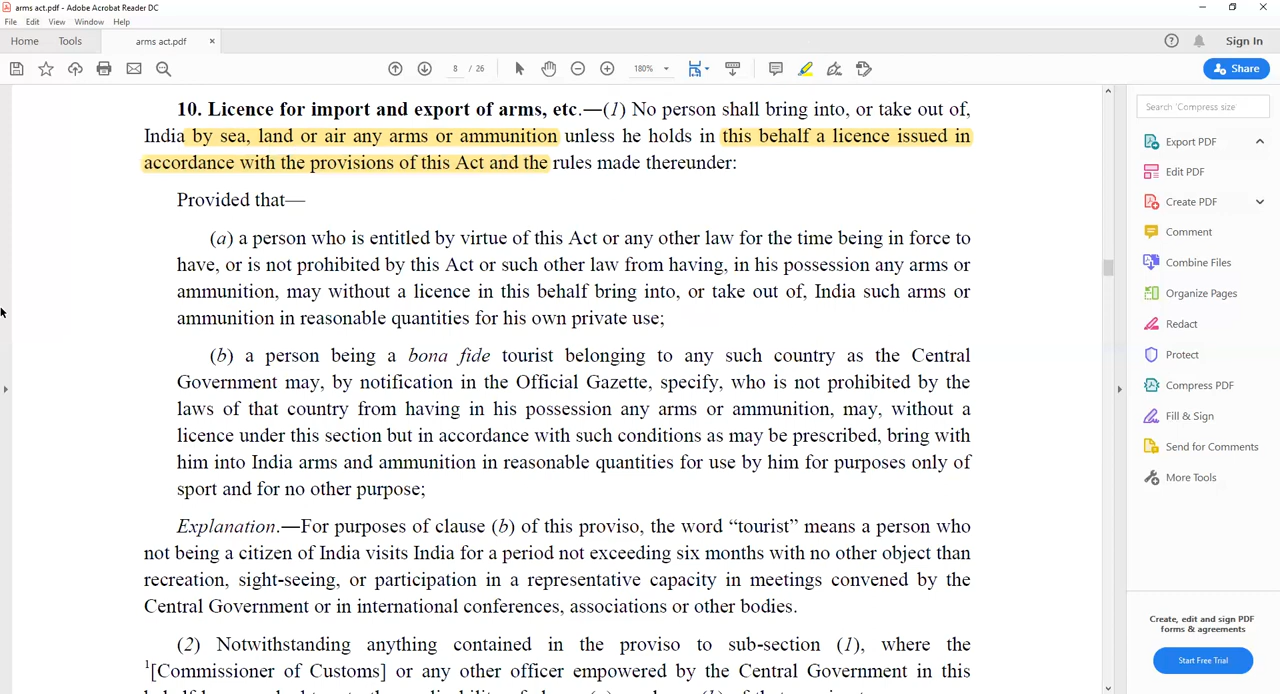 arms act.pdf - Adobe Acrobat Reader DC
File Edit View Window Help
Home Tools arms act.pdf × Sign In
8 / 26 180% Share
10. Licence for import and export of arms, etc.—(1) No person shall bring into, or take out of,
India by sea, land or air any arms or ammunition unless he holds in this behalf a licence issued in
accordance with the provisions of this Act and the rules made thereunder:
Provided that—
(a) a person who is entitled by virtue of this Act or any other law for the time being in force to
have, or is not prohibited by this Act or such other law from having, in his possession any arms or
ammunition, may without a licence in this behalf bring into, or take out of, India such arms or
ammunition in reasonable quantities for his own private use;
(b) a person being a bona fide tourist belonging to any such country as the Central
Government may, by notification in the Official Gazette, specify, who is not prohibited by the
laws of that country from having in his possession any arms or ammunition, may, without a
licence under this section but in accordance with such conditions as may be prescribed, bring with
him into India arms and ammunition in reasonable quantities for use by him for purposes only of
sport and for no other purpose;
Explanation.—For purposes of clause (b) of this proviso, the word “tourist” means a person who
not being a citizen of India visits India for a period not exceeding six months with no other object than
recreation, sight-seeing, or participation in a representative capacity in meetings convened by the
Central Government or in international conferences, associations or other bodies.
(2) Notwithstanding anything contained in the proviso to sub-section (1), where the
1[Commissioner of Customs] or any other officer empowered by the Central Government in this
Search 'Compress size'
Export PDF
Edit PDF
Create PDF
Comment
Combine Files
Organize Pages
Redact
Protect
Compress PDF
Fill & Sign
Send for Comments
More Tools
Create, edit and sign PDF
forms & agreements
Start Free Trial